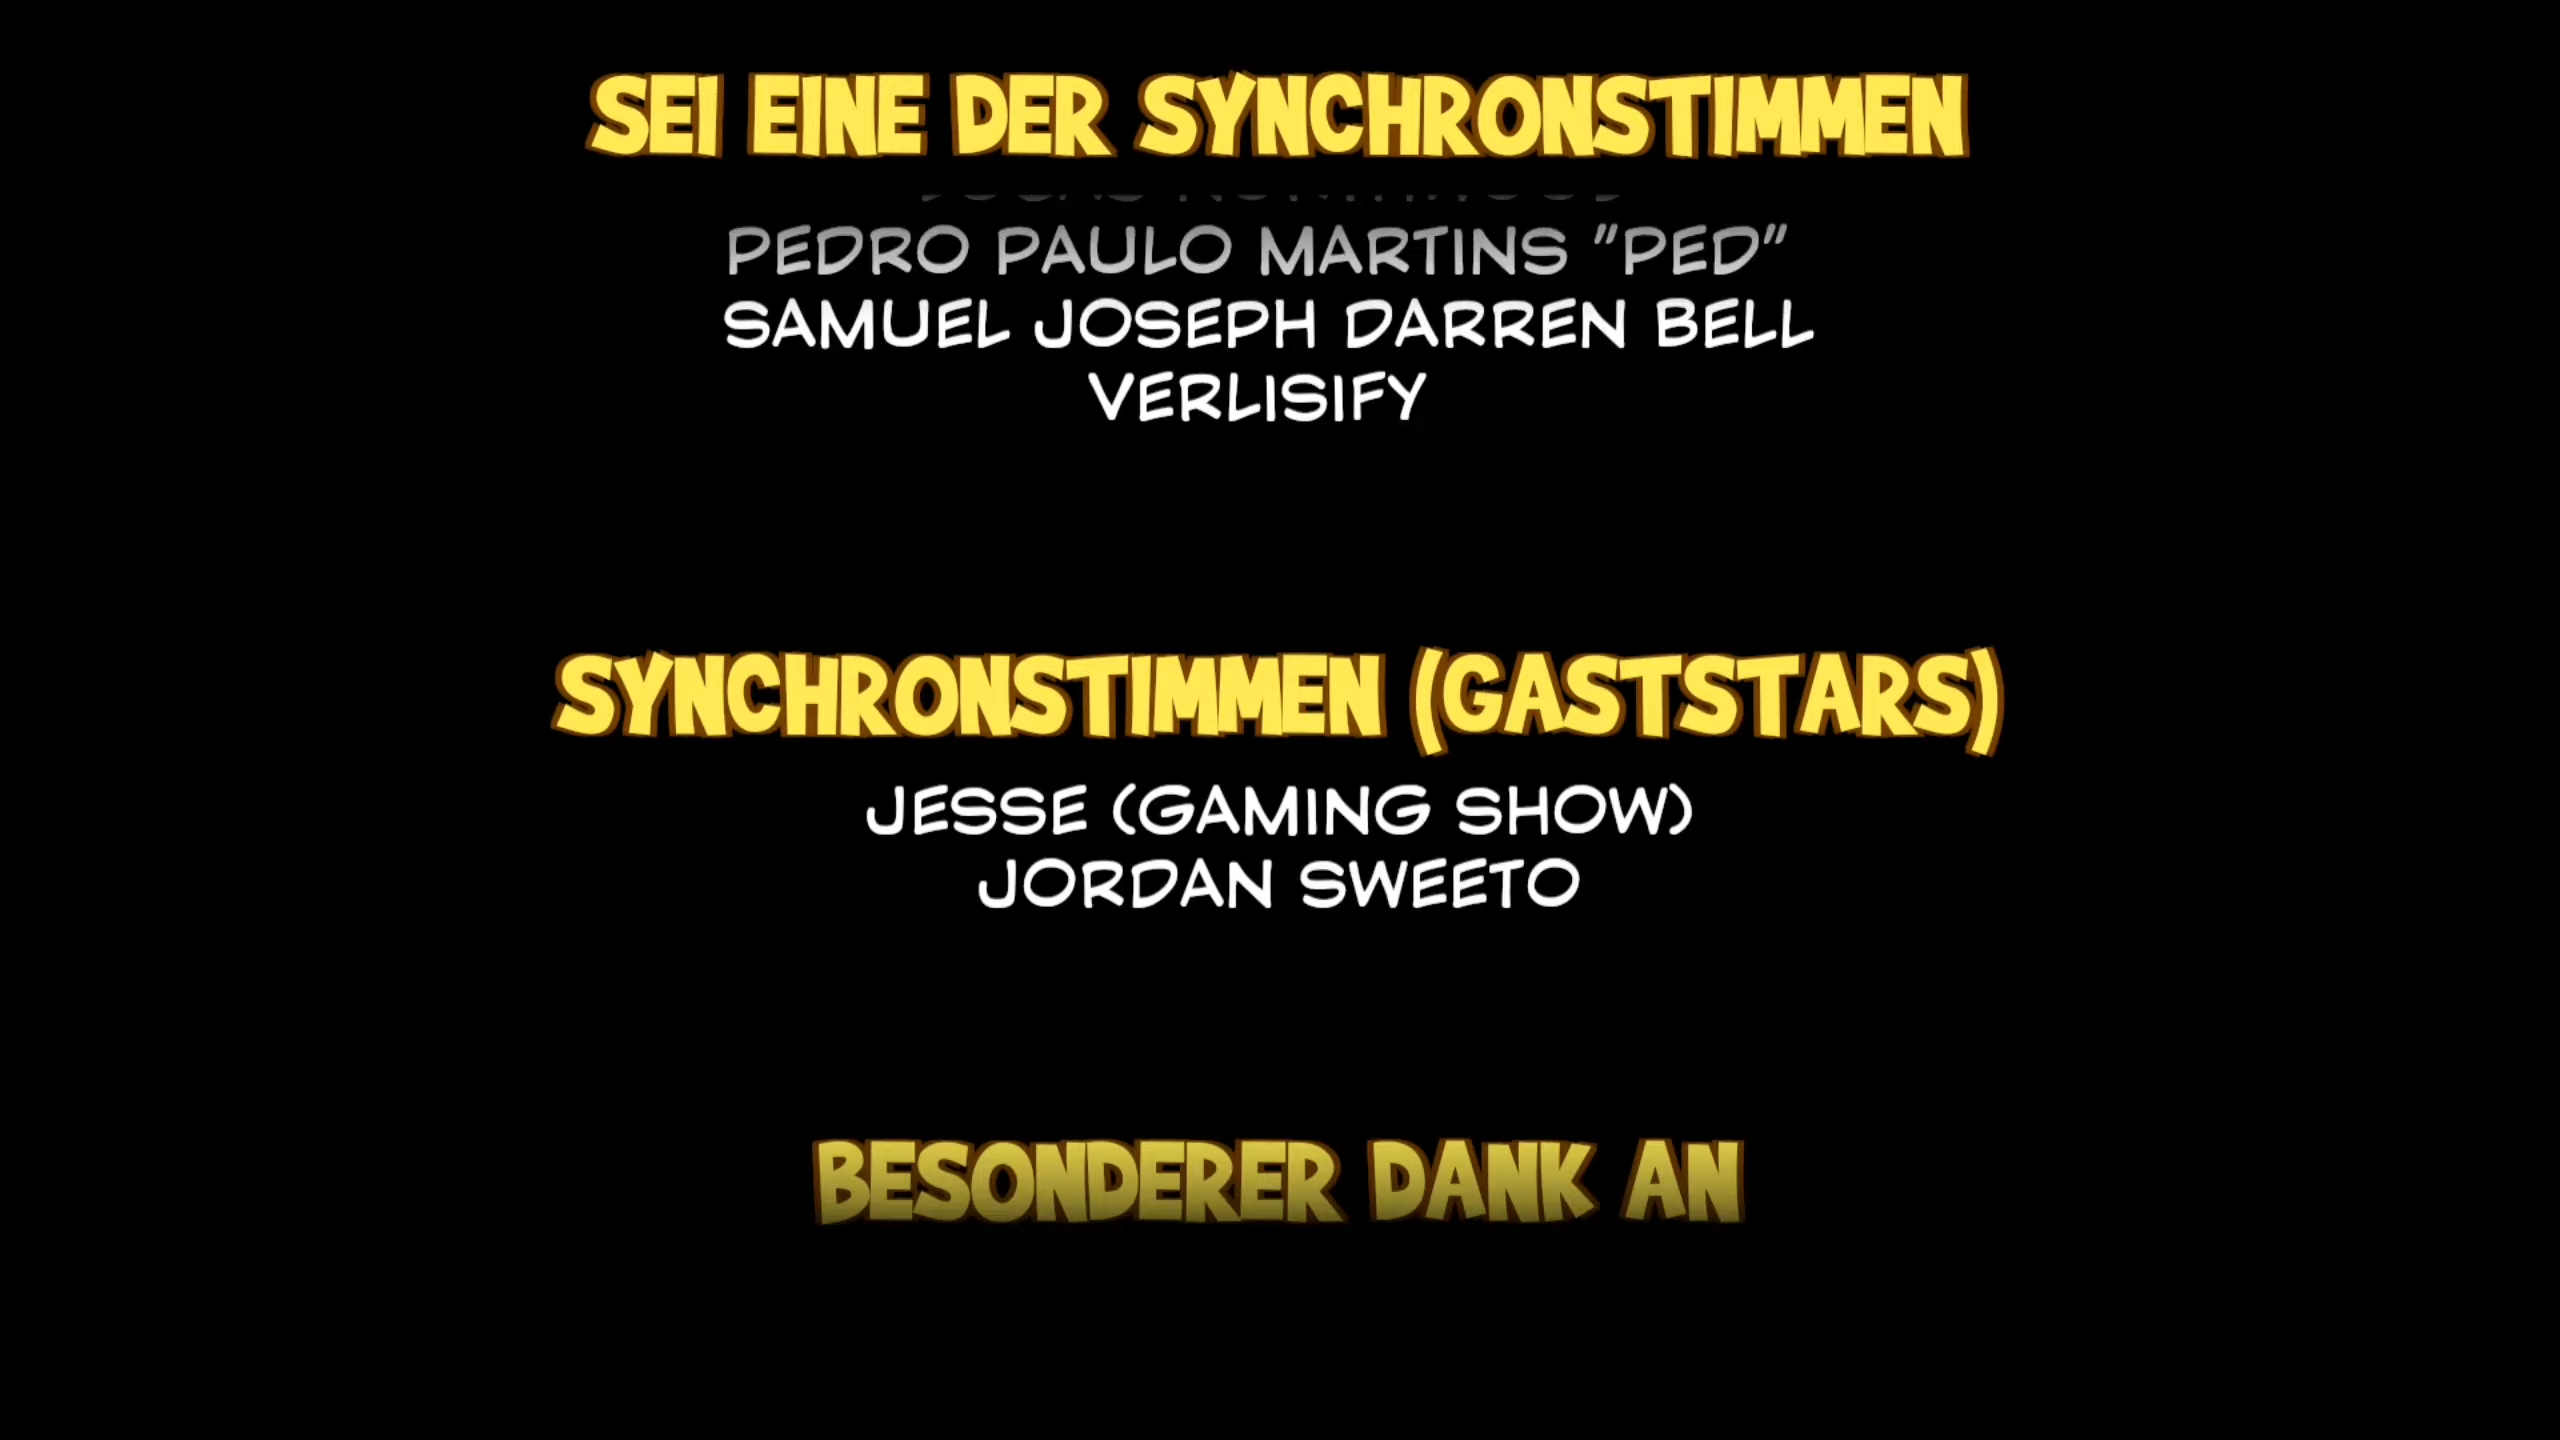 SEI EINE DER SYNCHRONSTIMMEN
PEDRO PAULO MARTINS "PED"
SAMUEL JOSEPH DARREN BELL
VERLISIFY
SYNCHRONSTIMMEN (GASTSTARS)
JESSE (GAMING SHOW)
JORDAN SWEETO
BESONDERER DANK AN